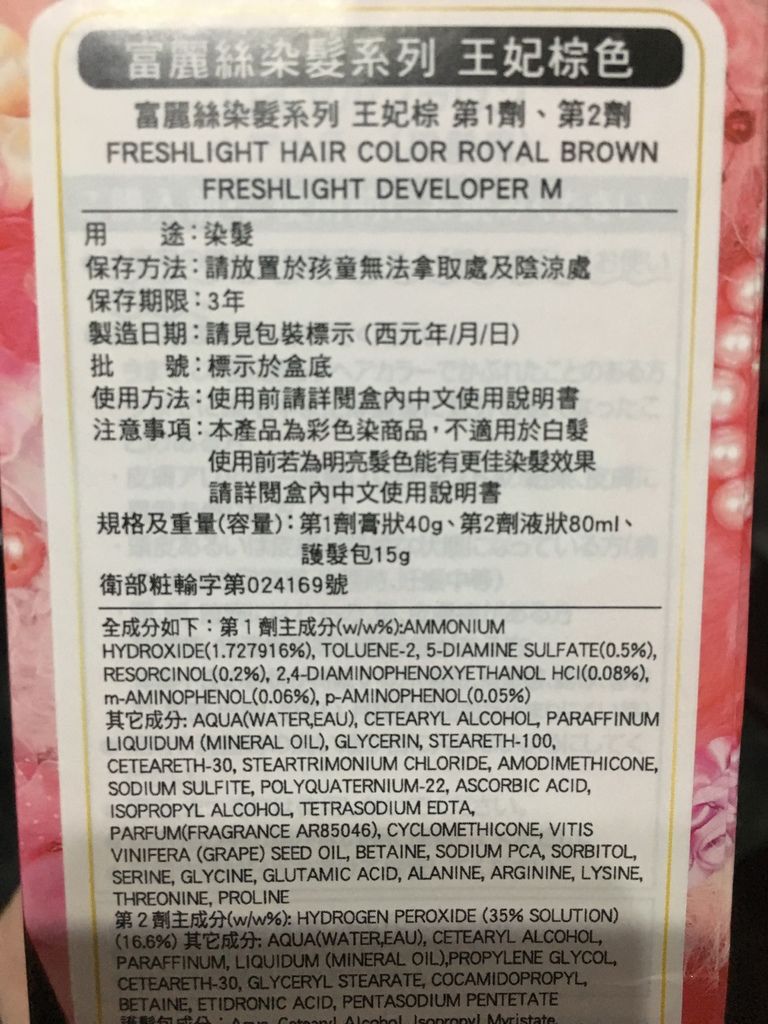 富麗絲染髮系列 王妃棕色
富麗絲染髮系列 王妃棕 第1劑、第2劑
FRESHLIGHT HAIR COLOR ROYAL BROWN
FRESHLIGHT DEVELOPER M
用 途：染髮
保存方法：請放置於孩童無法拿取處及陰涼處
保存期限：3年
製造日期：請見包裝標示 (西元年/月/日)
批 號：標示於盒底
使用方法：使用前請詳閱盒內中文使用說明書
注意事項：本產品為彩色染商品，不適用於白髮
使用前若為明亮髮色能有更佳染髮效果
請詳閱盒內中文使用說明書
規格及重量(容量)：第1劑膏狀40g、第2劑液狀80ml、
護髮包15g
衛部粧輸字第024169號
全成分如下：第１劑主成分(w/w%):AMMONIUM
HYDROXIDE(1.727916%), TOLUENE-2, 5-DIAMINE SULFATE(0.5%),
RESORCINOL(0.2%), 2,4-DIAMINOPHENOXYETHANOL HCl(0.08%),
m-AMINOPHENOL(0.06%), p-AMINOPHENOL(0.05%)
其它成分: AQUA(WATER,EAU), CETEARYL ALCOHOL, PARAFFINUM
LIQUIDUM (MINERAL OIL), GLYCERIN, STEARETH-100,
CETEARETH-30, STEARTRIMONIUM CHLORIDE, AMODIMETHICONE,
SODIUM SULFITE, POLYQUATERNIUM-22, ASCORBIC ACID,
ISOPROPYL ALCOHOL, TETRASODIUM EDTA,
PARFUM(FRAGRANCE AR85046), CYCLOMETHICONE, VITIS
VINIFERA (GRAPE) SEED OIL, BETAINE, SODIUM PCA, SORBITOL,
SERINE, GLYCINE, GLUTAMIC ACID, ALANINE, ARGININE, LYSINE,
THREONINE, PROLINE
第２劑主成分(w/w%): HYDROGEN PEROXIDE (35% SOLUTION)
(16.6%) 其它成分: AQUA(WATER,EAU), CETEARYL ALCOHOL,
PARAFFINUM, LIQUIDUM (MINERAL OIL),PROPYLENE GLYCOL,
CETEARETH-30, GLYCERYL STEARATE, COCAMIDOPROPYL,
BETAINE, ETIDRONIC ACID, PENTASODIUM PENTETATE
護髮包成分：Aqua, Cetearyl Alcohol, Isopropyl Myristate,